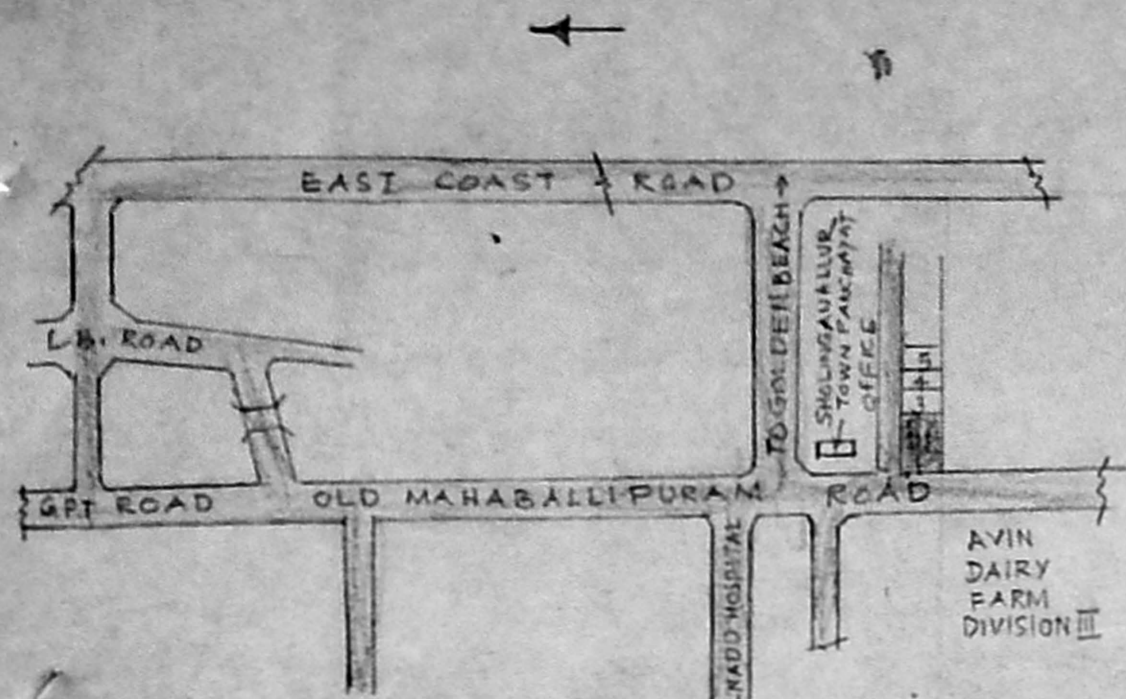 EAST COAST ROAD
TO GOLDEN BEACH
SHOLINGANALLUR
TOWN PANCHAYAT
OFFICE
5
4
3
L.B. ROAD
GPT ROAD
OLD MAHABALLIPURAM ROAD
HOSPITAL
AVIN
DAIRY
FARM
DIVISION III